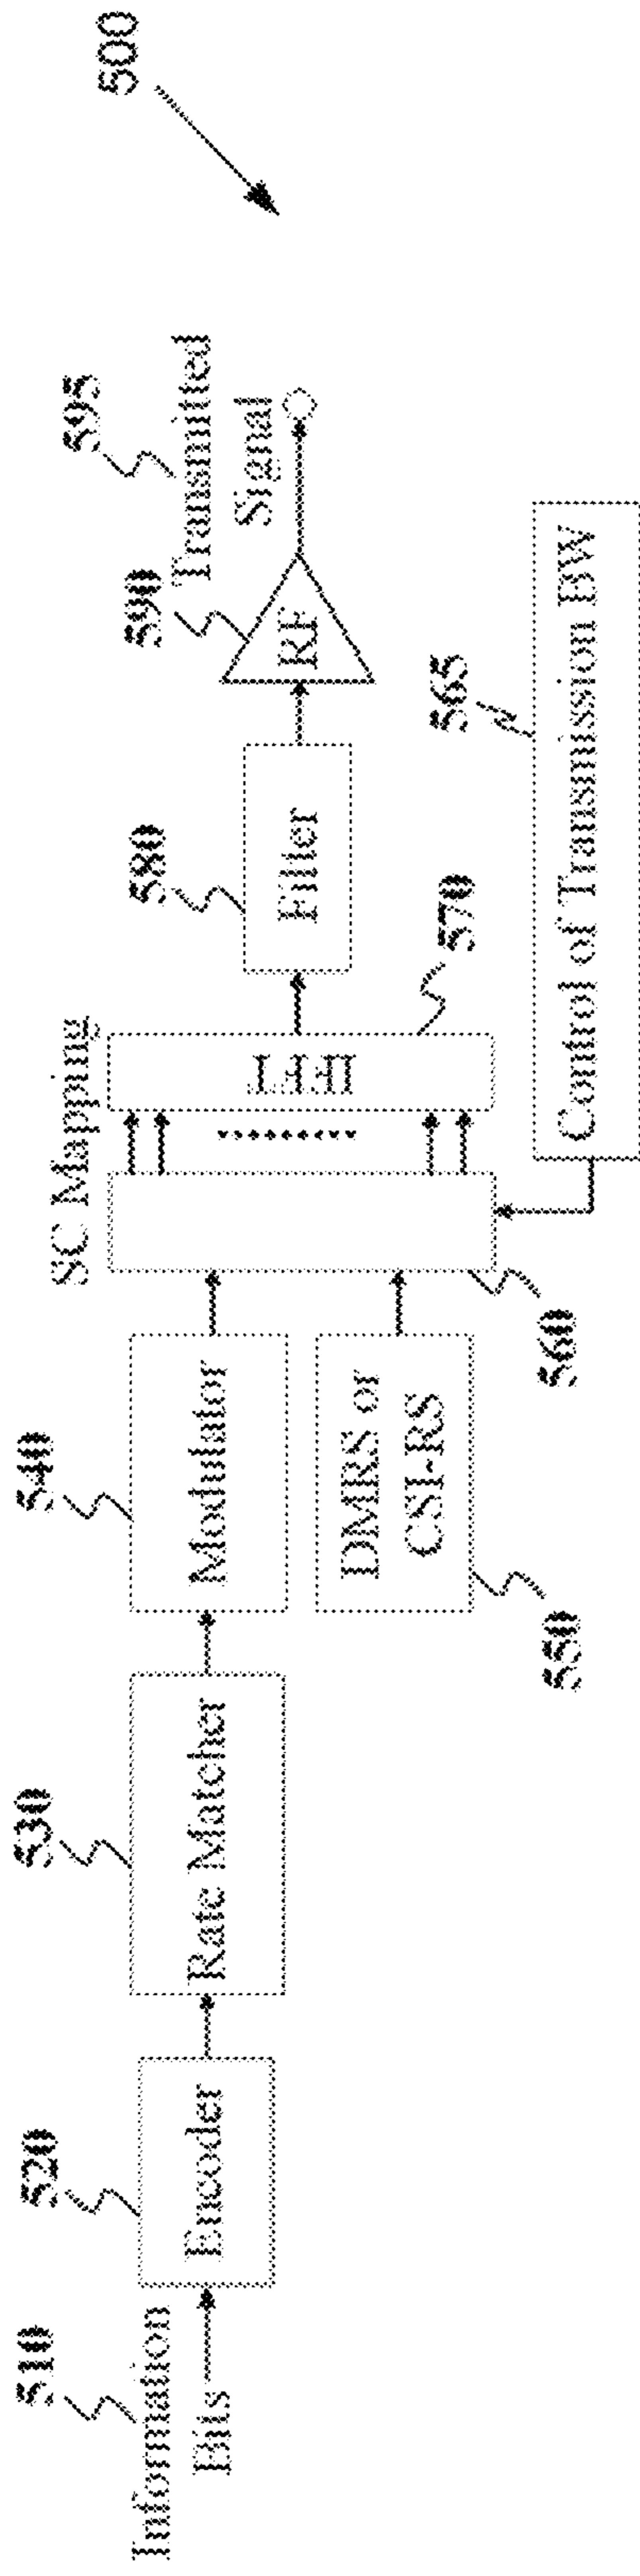 500
510
Information
Bits
520
Encoder
530
Rate Matcher
540
Modulator
550
DMRS or
CSI-RS
SC Mapping
560
IFFT
570
580
Filter
590
RF
595
Transmitted
Signal
565
Control of Transmission BW